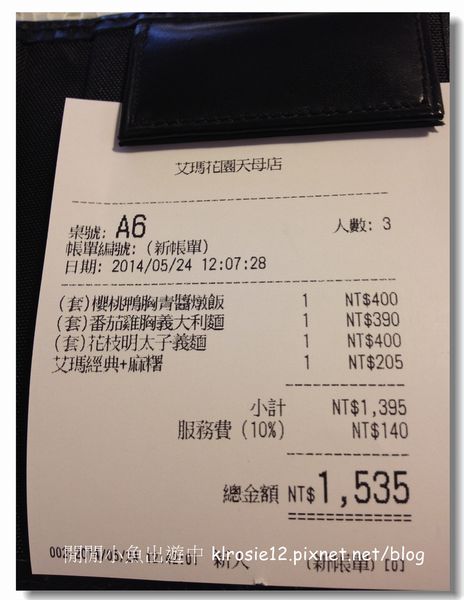 艾瑪花園天母店
桌號: A6 人數: 3
帳單編號: (新帳單)
日期: 2014/05/24 12:07:28
(套)櫻桃鴨胸青醬燉飯 1 NT$400
(套)番茄雞胸義大利麵 1 NT$390
(套)花枝明太子義麵 1 NT$400
艾瑪經典+麻糬 1 NT$205
小計 NT$1,395
服務費 (10%) NT$140
總金額 NT$1,535
(新帳單) [0]
小魚出遊中 klrosie12.pixnet.net/blog